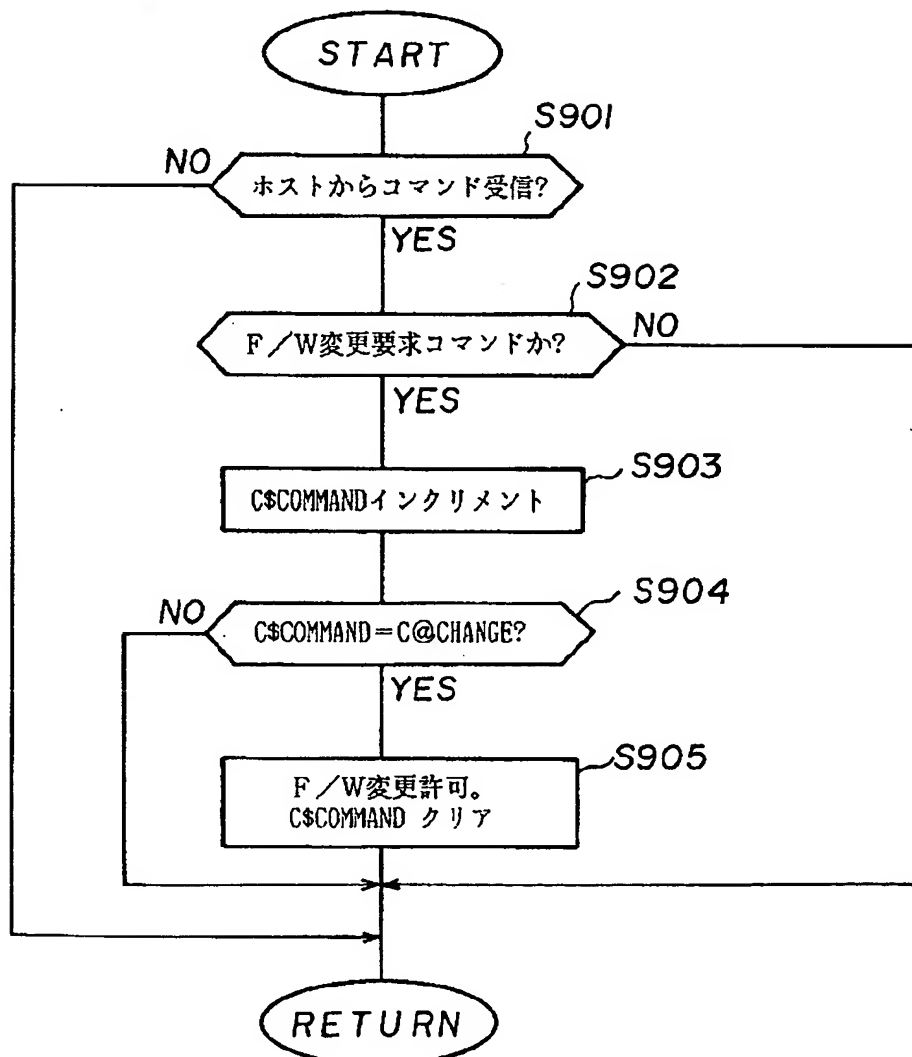 START
S901
NO
ホストからコマンド受信?
YES
S902
F／W変更要求コマンドか?
NO
YES
S903
C$COMMANDインクリメント
S904
NO
C$COMMAND=C@CHANGE?
YES
S905
F／W変更許可。
C$COMMAND クリア
RETURN